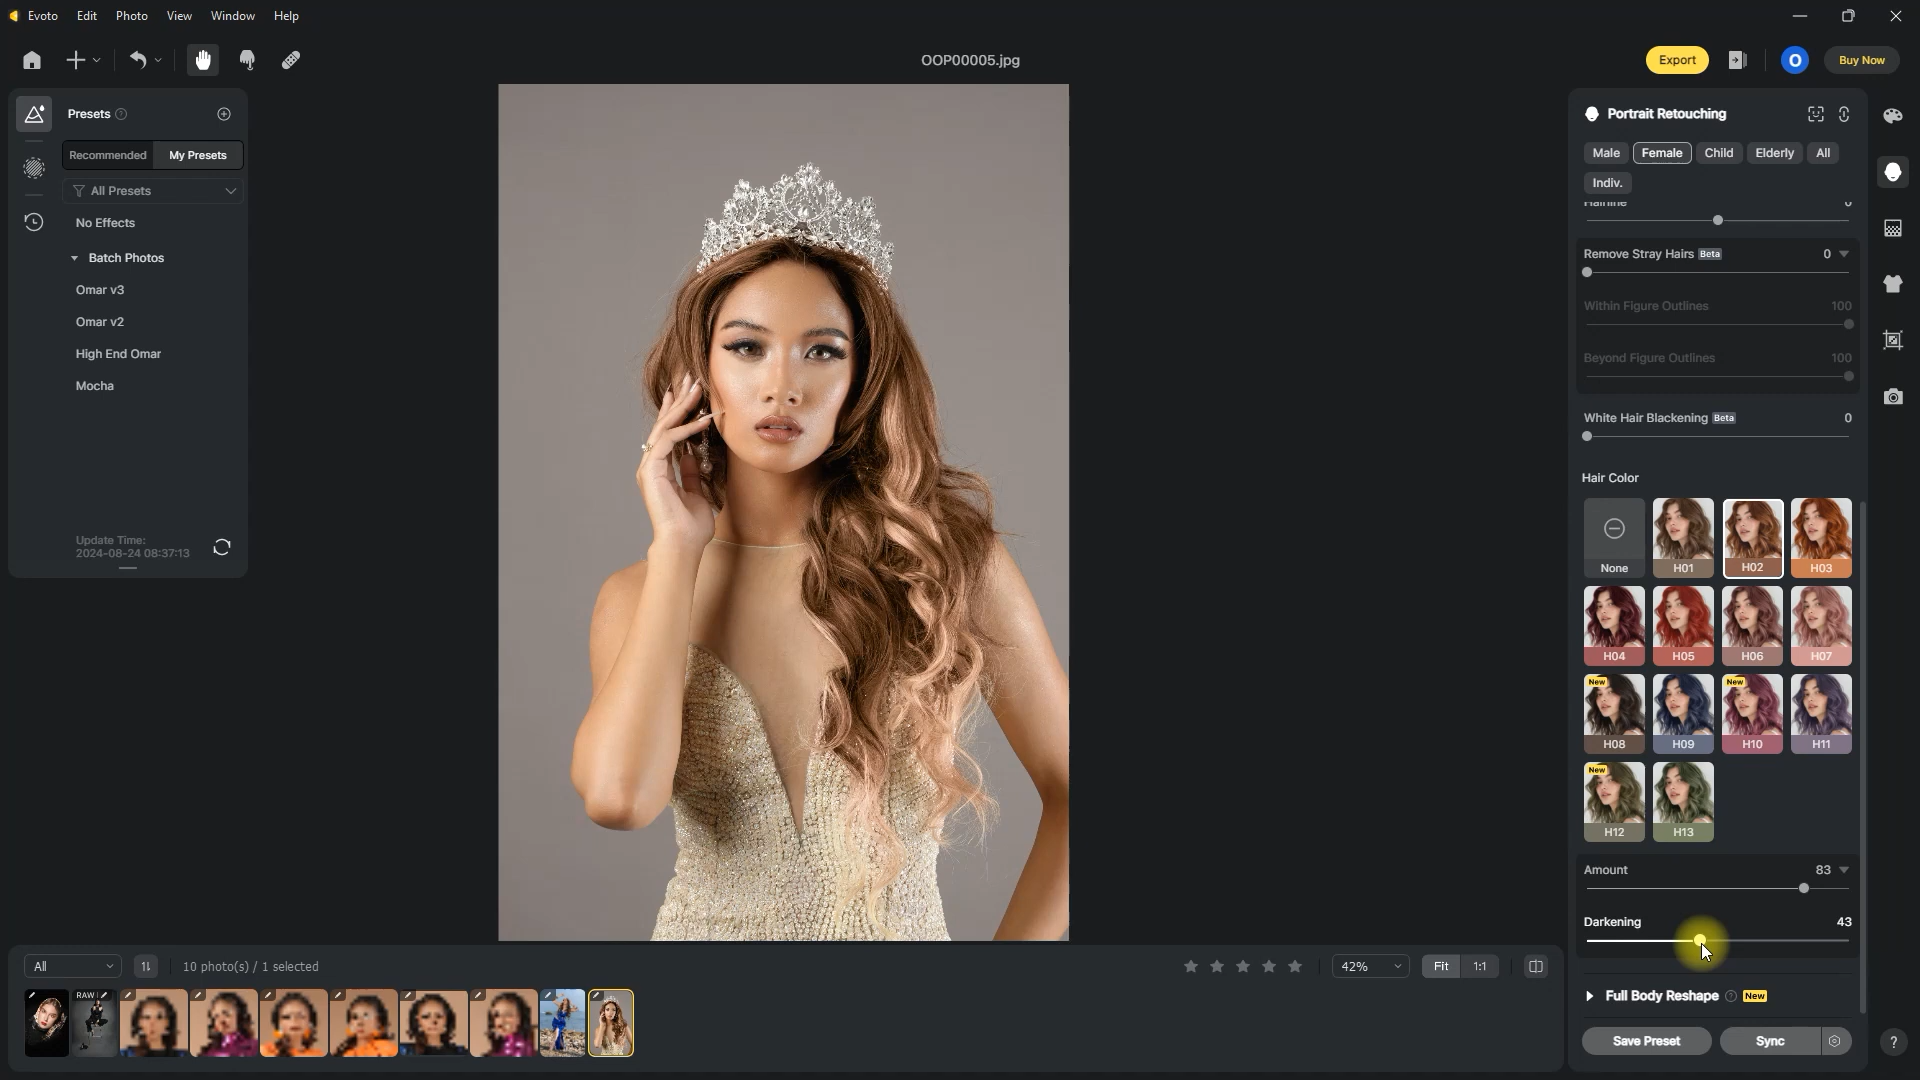 Evoto Edit Photo View Window Help
OOP00005.jpg
Export
O
Buy Now
Presets
Recommended My Presets
All Presets
No Effects
Batch Photos
Omar v3
Omar v2
High End Omar
Mocha
Update Time:
2024-08-24 08:37:13
Portrait Retouching
Male Female Child Elderly All
Indiv.
Hairline 0
Remove Stray Hairs Beta 0
Within Figure Outlines 100
Beyond Figure Outlines 100
White Hair Blackening Beta 0
Hair Color
None H01 H02 H03
H04 H05 H06 H07
New New
H08 H09 H10 H11
New
H12 H13
Amount 83
Darkening 43
Full Body Reshape New
Save Preset Sync
All 10 photo(s) / 1 selected 42% Fit 1:1
RAW
?